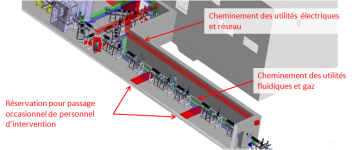 Cheminement des utilités électriques
et réseau
Cheminement des utilités
fluidiques et gaz
Réservation pour passage
occasionnel de personnel
d'intervention